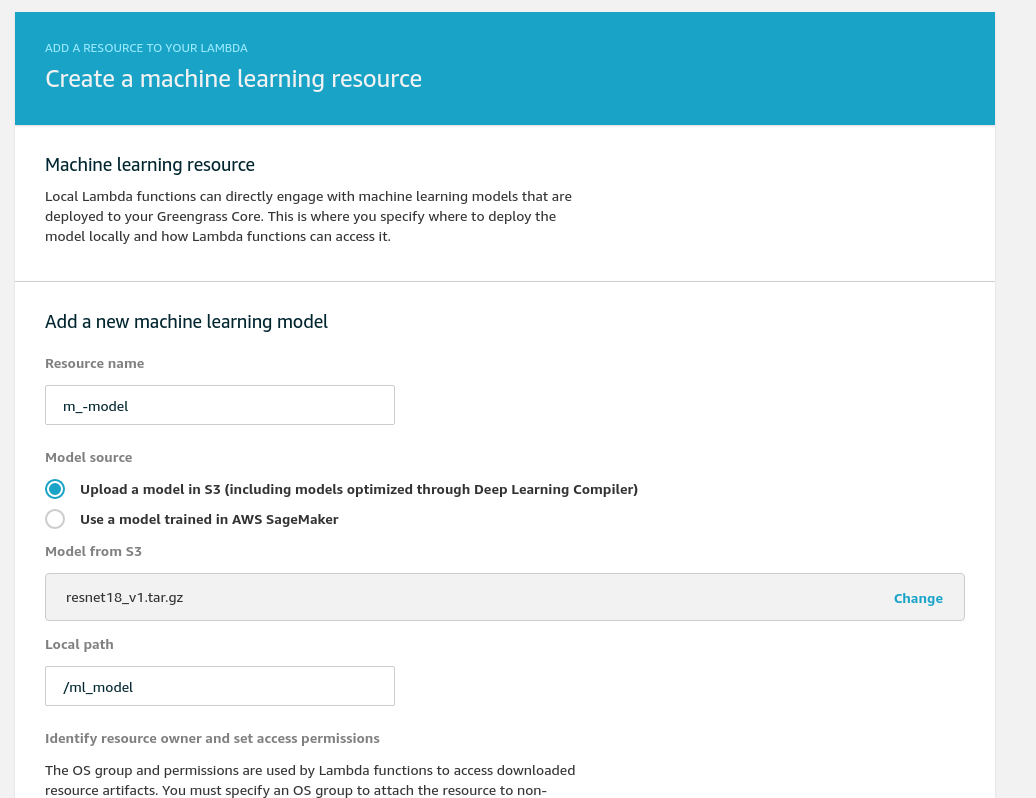 ADD A RESOURCE TO YOUR LAMBDA
Create a machine learning resource
Machine learning resource
Local Lambda functions can directly engage with machine learning models that are
deployed to your Greengrass Core. This is where you specify where to deploy the
model locally and how Lambda functions can access it.
Add a new machine learning model
Resource name
m_-model
Model source
Upload a model in S3 (including models optimized through Deep Learning Compiler)
Use a model trained in AWS SageMaker
Model from S3
resnet18_v1.tar.gz
Change
Local path
/ml_model
Identify resource owner and set access permissions
The OS group and permissions are used by Lambda functions to access downloaded
resource artifacts. You must specify an OS group to attach the resource to non-